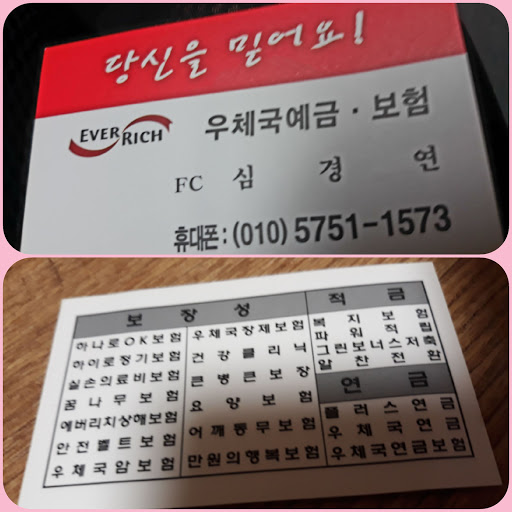 당신을 믿어요!
EVER RICH
우체국예금·보험
FC 심경연
휴대폰: (010) 5751-1573
보장성
하나로OK보험
하이로정기보험
실손의료비보험
꿈나무보험
에버리치상해보험
안전벨트보험
우체국암보험
우체국장제보험
건강클리닉
큰병큰보장
요양보험
어깨동무보험
만원의행복보험
적금
복지보험
파워적립
그린보너스저축
알찬전환
연금
플러스연금
우체국연금
우체국연금보험